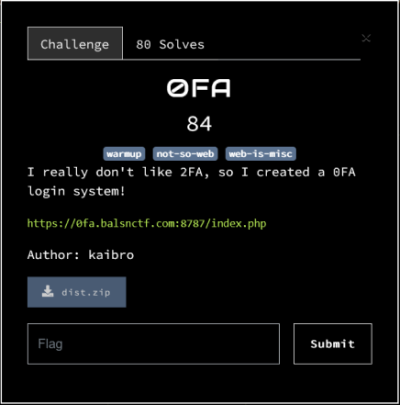 Challenge
80 Solves
×
0FA
84
warmup not-so-web web-is-misc
I really don't like 2FA, so I created a 0FA
login system!
https://0fa.balsnctf.com:8787/index.php
Author: kaibro
dist.zip
Flag
Submit